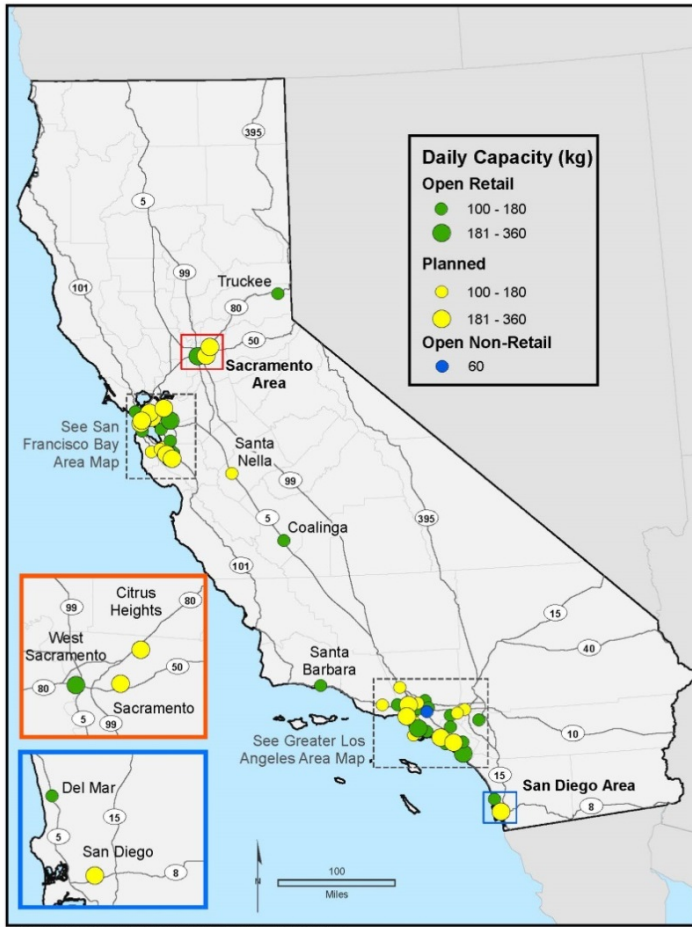 395
5
Daily Capacity (kg)
Open Retail
100 - 180
181 - 360
Planned
100 - 180
181 - 360
Open Non-Retail
60
99
101
Truckee
80
50
Sacramento
Area
See San
Francisco Bay
Area Map
Santa
Nella
99
5
Coalinga
395
101
15
40
Santa
Barbara
See Greater Los
Angeles Area Map
10
15
San Diego Area
8
99
Citrus
Heights
80
West
Sacramento
50
80
Sacramento
5
99
Del Mar
5
15
San Diego
8
N
100
Miles